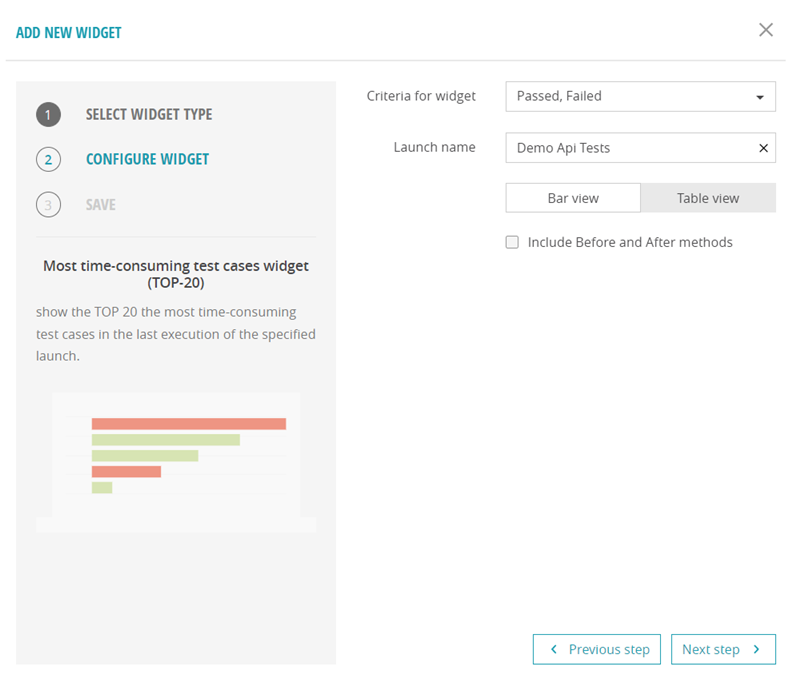 ADD NEW WIDGET
1 SELECT WIDGET TYPE
2 CONFIGURE WIDGET
3 SAVE
Most time-consuming test cases widget
(TOP-20)
show the TOP 20 the most time-consuming
test cases in the last execution of the specified
launch.
Criteria for widget Passed, Failed
Launch name Demo Api Tests
Bar view Table view
Include Before and After methods
Previous step Next step